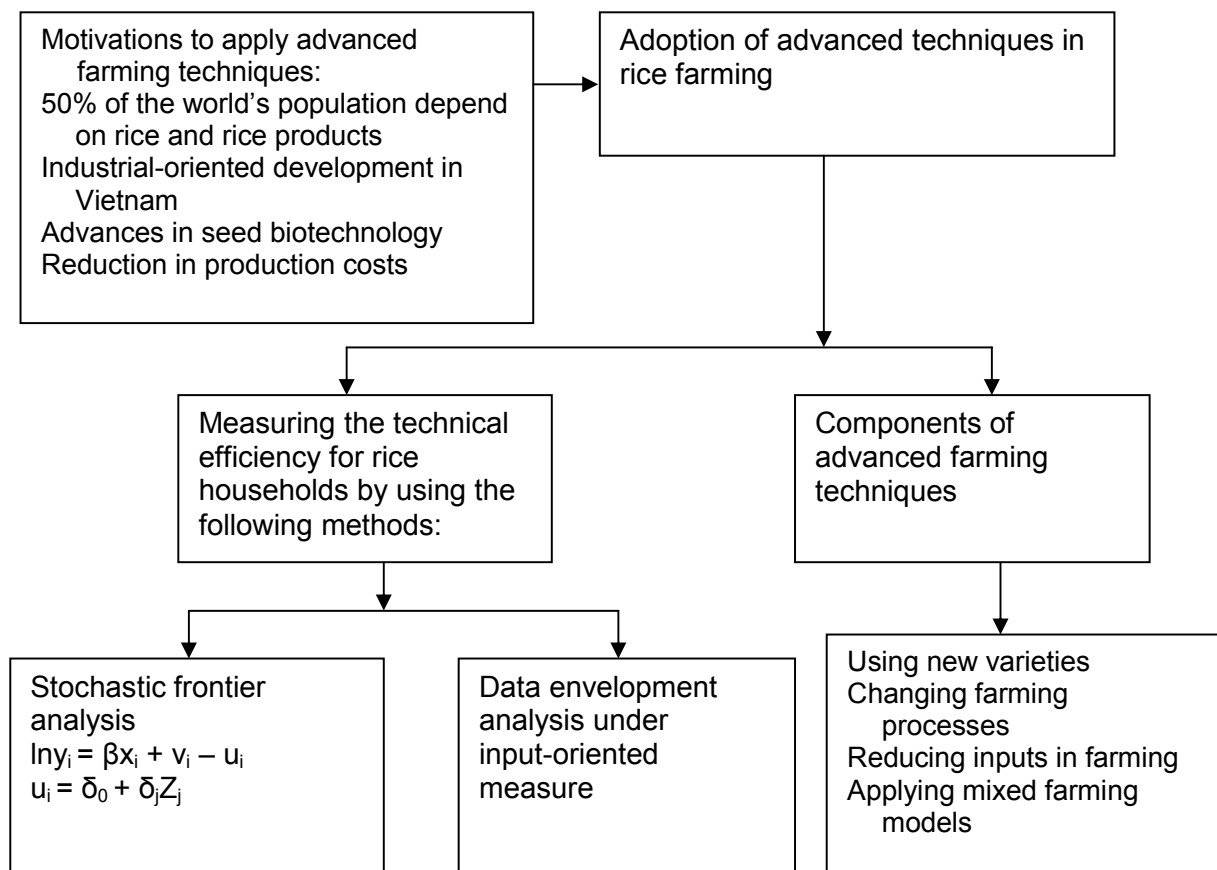 Motivations to apply advanced
farming techniques:
50% of the world’s population depend
on rice and rice products
Industrial-oriented development in
Vietnam
Advances in seed biotechnology
Reduction in production costs
Adoption of advanced techniques in
rice farming
Measuring the technical
efficiency for rice
households by using the
following methods:
Components of
advanced farming
techniques
Stochastic frontier
analysis
lnyᵢ = βxᵢ + vᵢ – uᵢ
uᵢ = δ₀ + δⱼZⱼ
Data envelopment
analysis under
input-oriented
measure
Using new varieties
Changing farming
processes
Reducing inputs in farming
Applying mixed farming
models